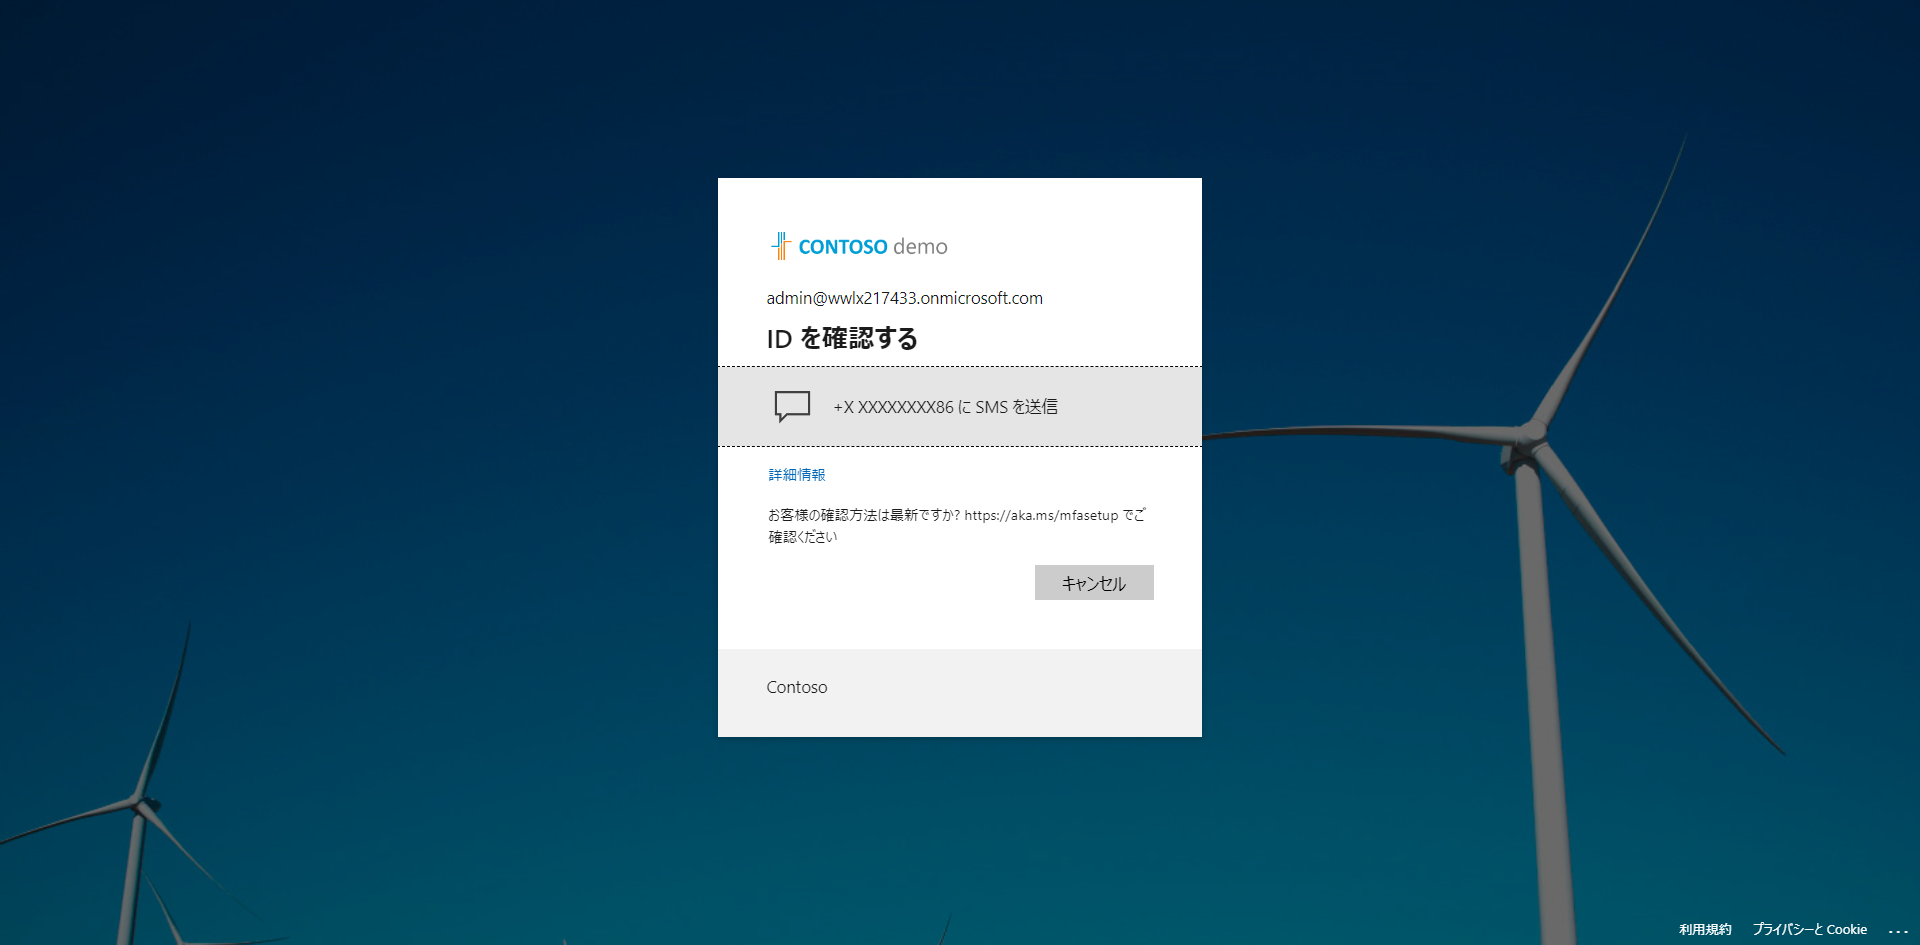 CONTOSO demo
admin@wwlx217433.onmicrosoft.com
ID を確認する
+X XXXXXXXX86 に SMS を送信
詳細情報
お客様の確認方法は最新ですか? https://aka.ms/mfasetup でご
確認ください
キャンセル
Contoso
利用規約 プライバシーと Cookie ...